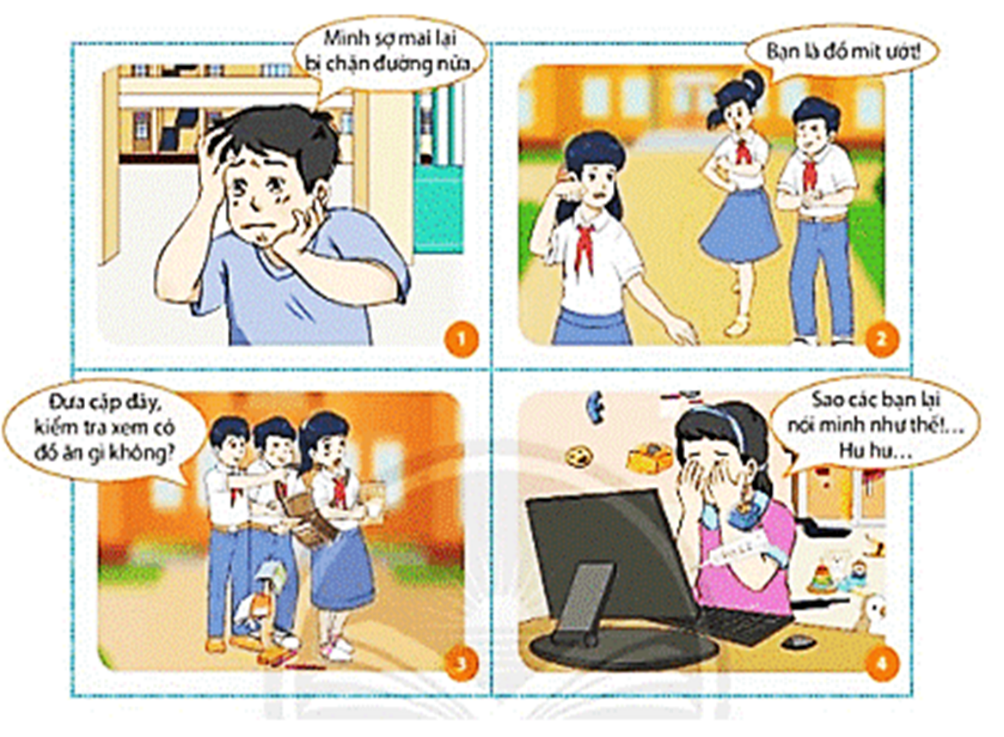 Mình sợ mai lại
bị chặn đường nữa.
Bạn là đồ mít ướt!
1
2
Đưa cặp đây,
kiểm tra xem có
đồ ăn gì không?
Sao các bạn lại
nói mình như thế!...
Hu hu...
3
4